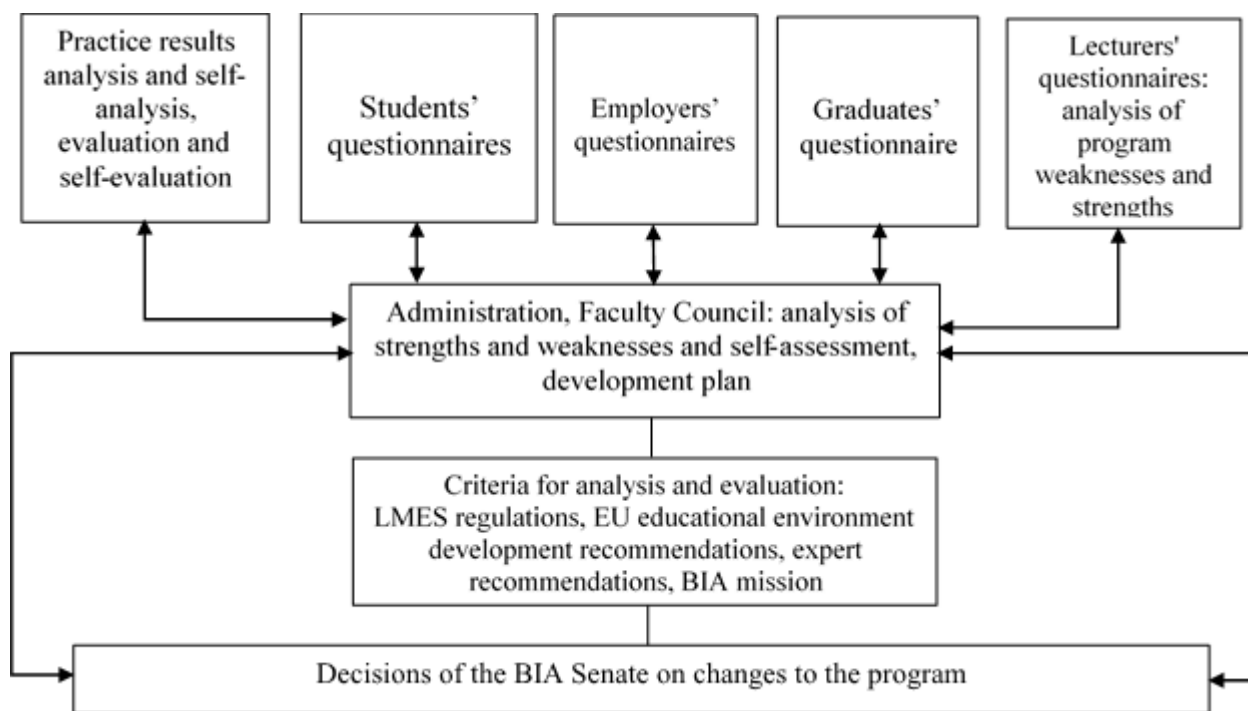 Practice results
analysis and self-
analysis,
evaluation and
self-evaluation
Students’
questionnaires
Employers’
questionnaires
Graduates’
questionnaire
Lecturers'
questionnaires:
analysis of
program
weaknesses and
strengths
Administration, Faculty Council: analysis of
strengths and weaknesses and self-assessment,
development plan
Criteria for analysis and evaluation:
LMES regulations, EU educational environment
development recommendations, expert
recommendations, BIA mission
Decisions of the BIA Senate on changes to the program